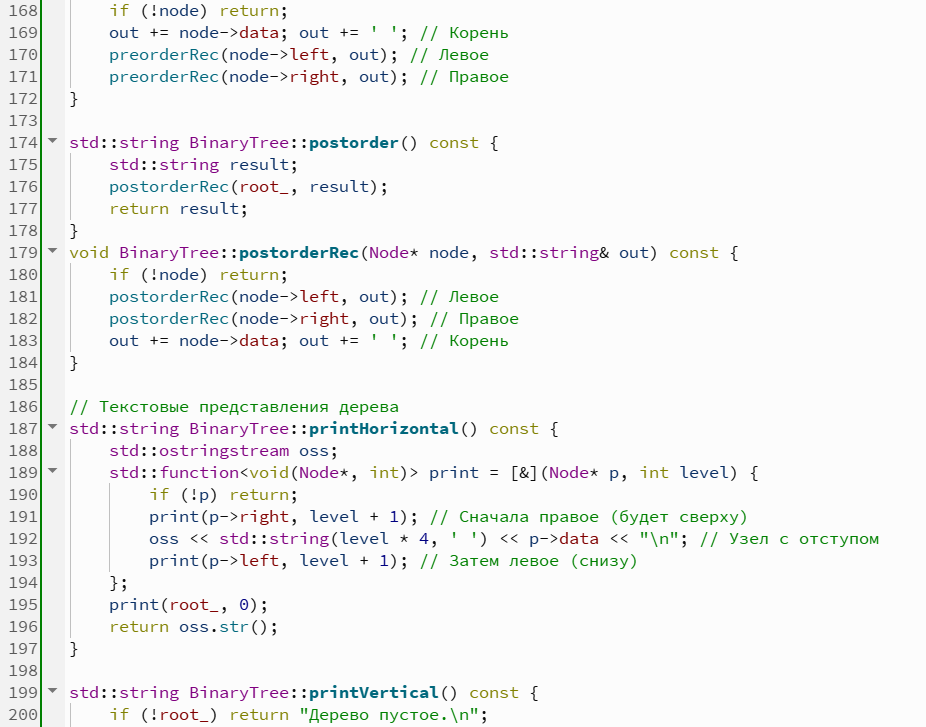 168     if (!node) return;
169     out += node->data; out += ' '; // Корень
170     preorderRec(node->left, out); // Левое
171     preorderRec(node->right, out); // Правое
172 }
173
174 std::string BinaryTree::postorder() const {
175     std::string result;
176     postorderRec(root_, result);
177     return result;
178 }
179 void BinaryTree::postorderRec(Node* node, std::string& out) const {
180     if (!node) return;
181     postorderRec(node->left, out); // Левое
182     postorderRec(node->right, out); // Правое
183     out += node->data; out += ' '; // Корень
184 }
185
186 // Текстовые представления дерева
187 std::string BinaryTree::printHorizontal() const {
188     std::ostringstream oss;
189     std::function<void(Node*, int)> print = [&](Node* p, int level) {
190         if (!p) return;
191         print(p->right, level + 1); // Сначала правое (будет сверху)
192         oss << std::string(level * 4, ' ') << p->data << "\n"; // Узел с отступом
193         print(p->left, level + 1); // Затем левое (снизу)
194     };
195     print(root_, 0);
196     return oss.str();
197 }
198
199 std::string BinaryTree::printVertical() const {
200     if (!root_) return "Дерево пустое.\n";